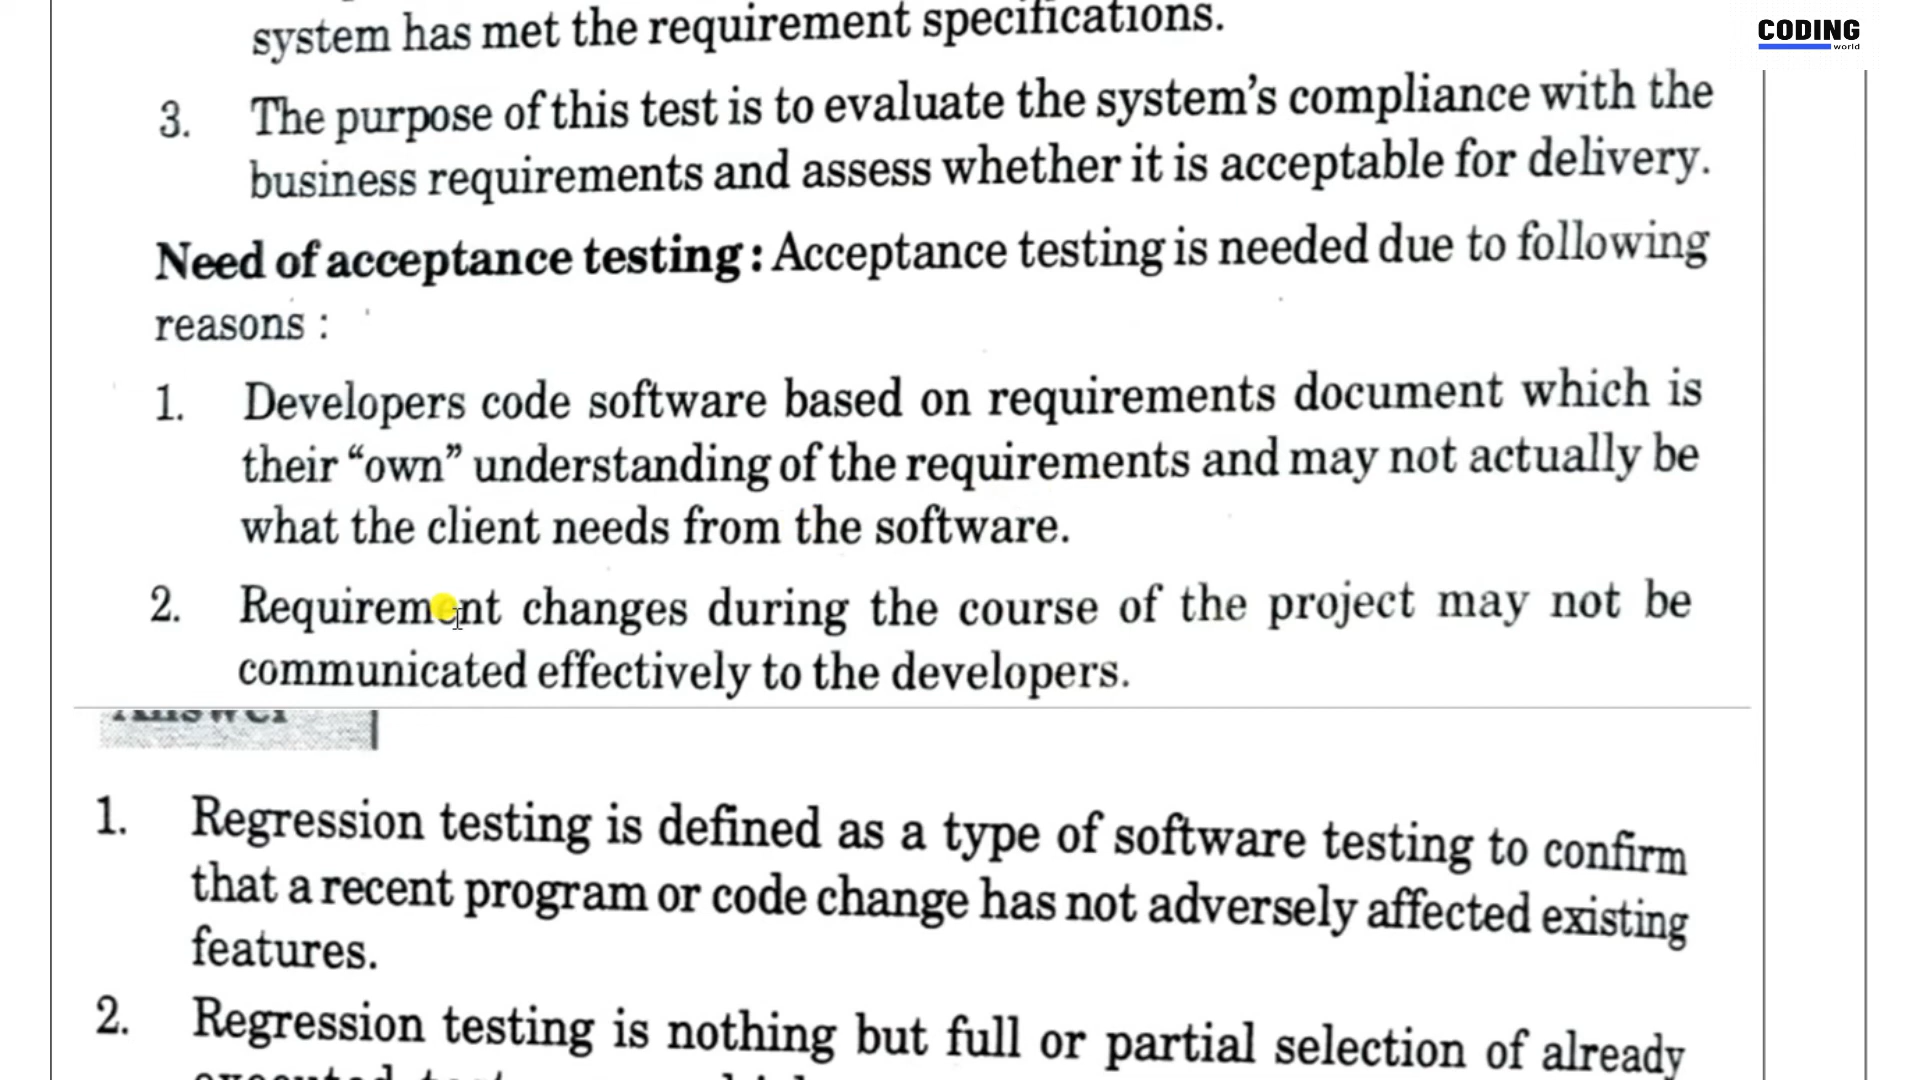 system has met the requirement specifications.
CODING
world
3. The purpose of this test is to evaluate the system's compliance with the
business requirements and assess whether it is acceptable for delivery.
Need of acceptance testing : Acceptance testing is needed due to following
reasons :
1. Developers code software based on requirements document which is
their “own” understanding of the requirements and may not actually be
what the client needs from the software.
2. Requirement changes during the course of the project may not be
communicated effectively to the developers.
Answer
1. Regression testing is defined as a type of software testing to confirm
that a recent program or code change has not adversely affected existing
features.
2. Regression testing is nothing but full or partial selection of already